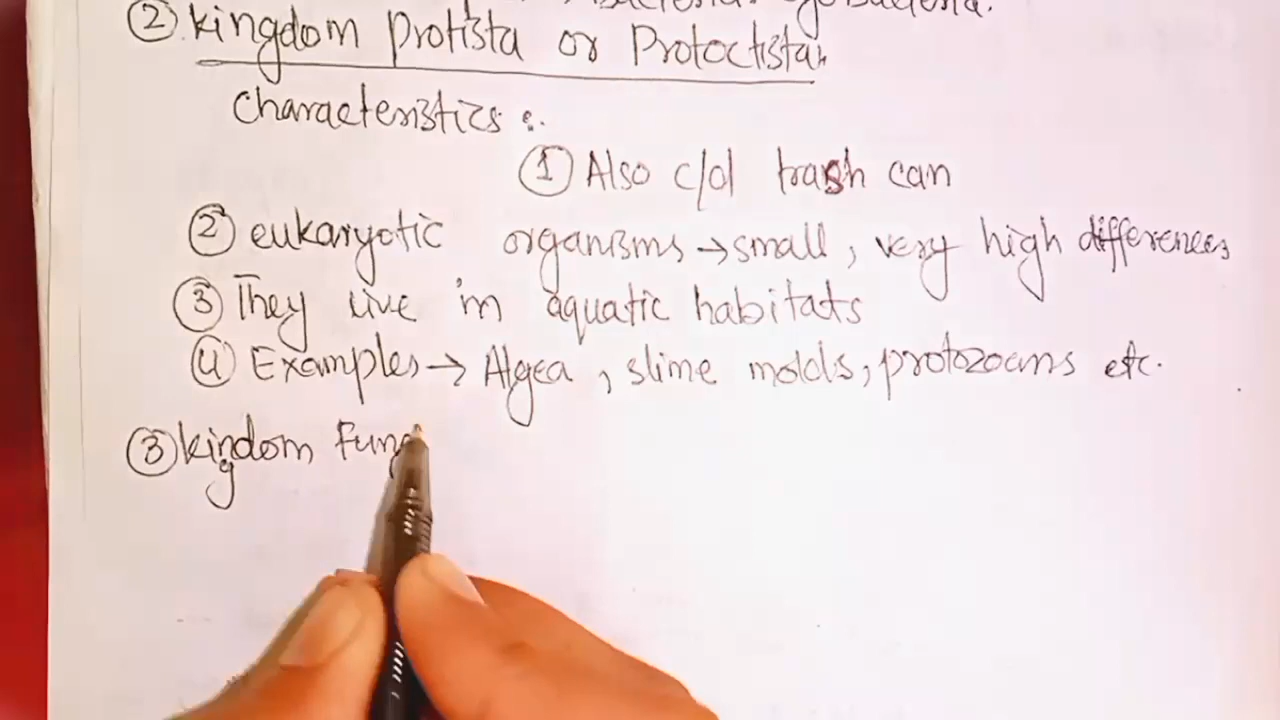 ② Kingdom Protista or Protoctista.
Characteristics :.
① Also c/d trash can
② eukaryotic organisms → small, very high differences
③ They live in aquatic habitats
④ Examples → Algea, slime molds, protozoans etc.
③ kingdom Fung